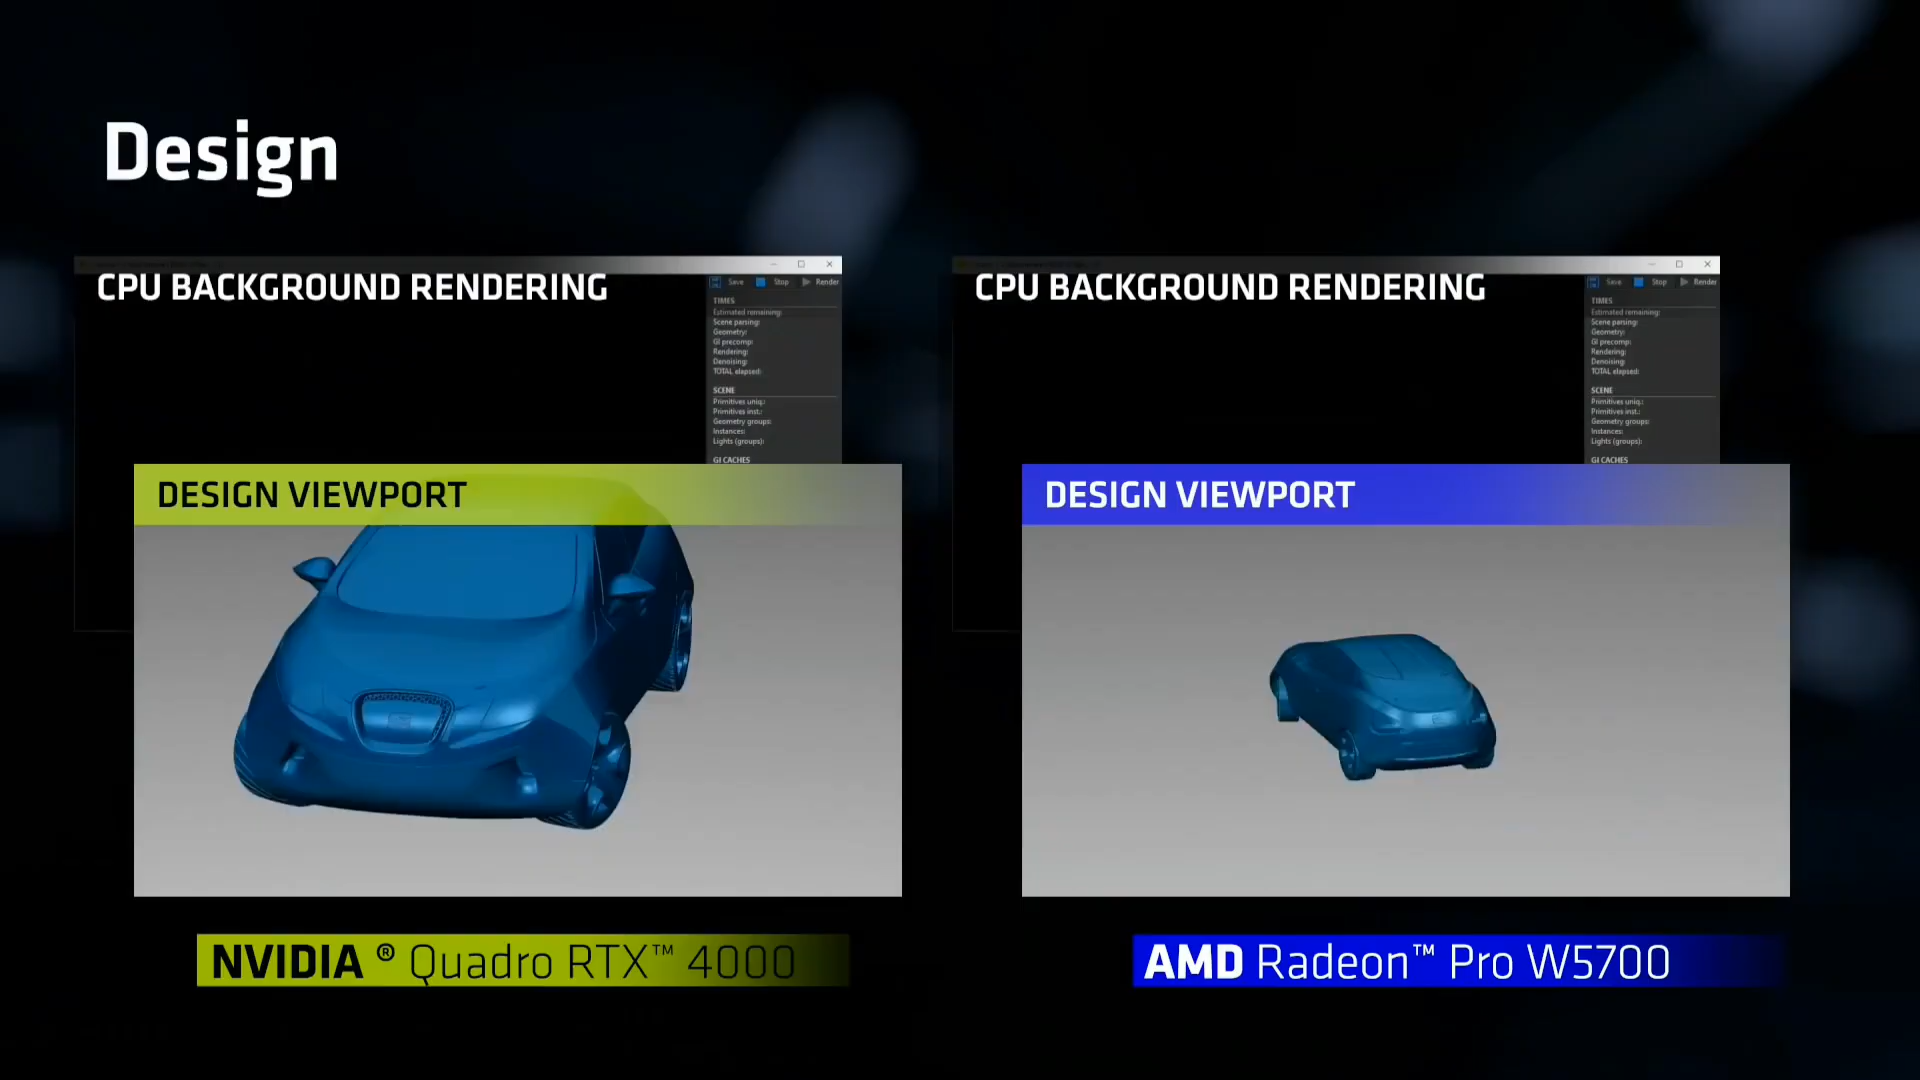 Design
CPU BACKGROUND RENDERING
Save Stop Render
TIMES
Estimated remaining:
Scene parsing:
Geometry:
GI precomp:
Rendering:
Denoising:
TOTAL elapsed:
SCENE
Primitives uniq.:
Primitives inst.:
Geometry groups:
Instances:
Lights (groups):
GI CACHES
DESIGN VIEWPORT
NVIDIA ® Quadro RTX™ 4000
CPU BACKGROUND RENDERING
Save Stop Render
TIMES
Estimated remaining:
Scene parsing:
Geometry:
GI precomp:
Rendering:
Denoising:
TOTAL elapsed:
SCENE
Primitives uniq.:
Primitives inst.:
Geometry groups:
Instances:
Lights (groups):
GI CACHES
DESIGN VIEWPORT
AMD Radeon™ Pro W5700